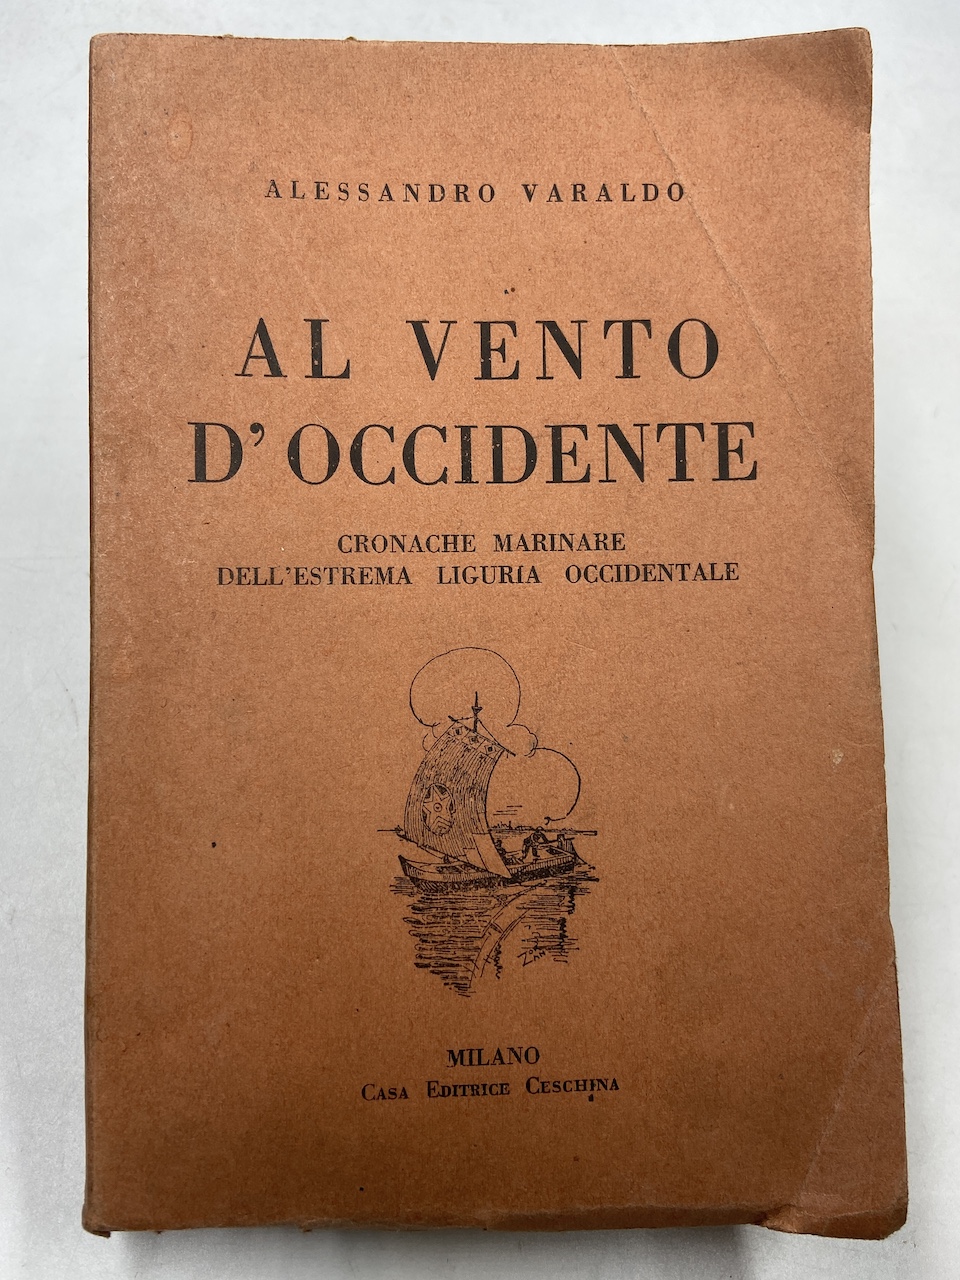 ALESSANDRO VARALDO
AL VENTO
D'OCCIDENTE
CRONACHE MARINARE
DELL'ESTREMA LIGURIA OCCIDENTALE
MILANO
CASA EDITRICE CESCHINA